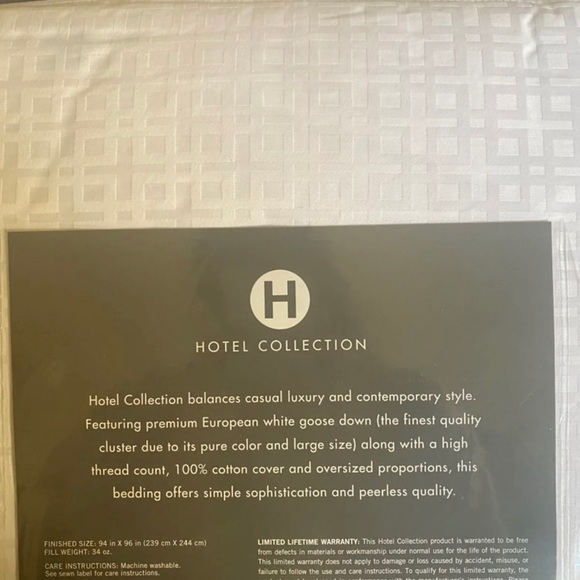 H
HOTEL COLLECTION
Hotel Collection balances casual luxury and contemporary style.
Featuring premium European white goose down (the finest quality
cluster due to its pure color and large size) along with a high
thread count, 100% cotton cover and oversized proportions, this
bedding offers simple sophistication and peerless quality.
FINISHED SIZE: 94 in X 96 in (239 cm X 244 cm)
FILL WEIGHT: 34 oz.
CARE INSTRUCTIONS: Machine washable.
See sewn label for care instructions.
LIMITED LIFETIME WARRANTY: This Hotel Collection product is warranted to be free
from defects in materials or workmanship under normal use for the life of the product.
This limited warranty does not apply to damage or loss caused by accident, misuse, or
failure to follow the use and care instructions. To qualify for this limited warranty, the